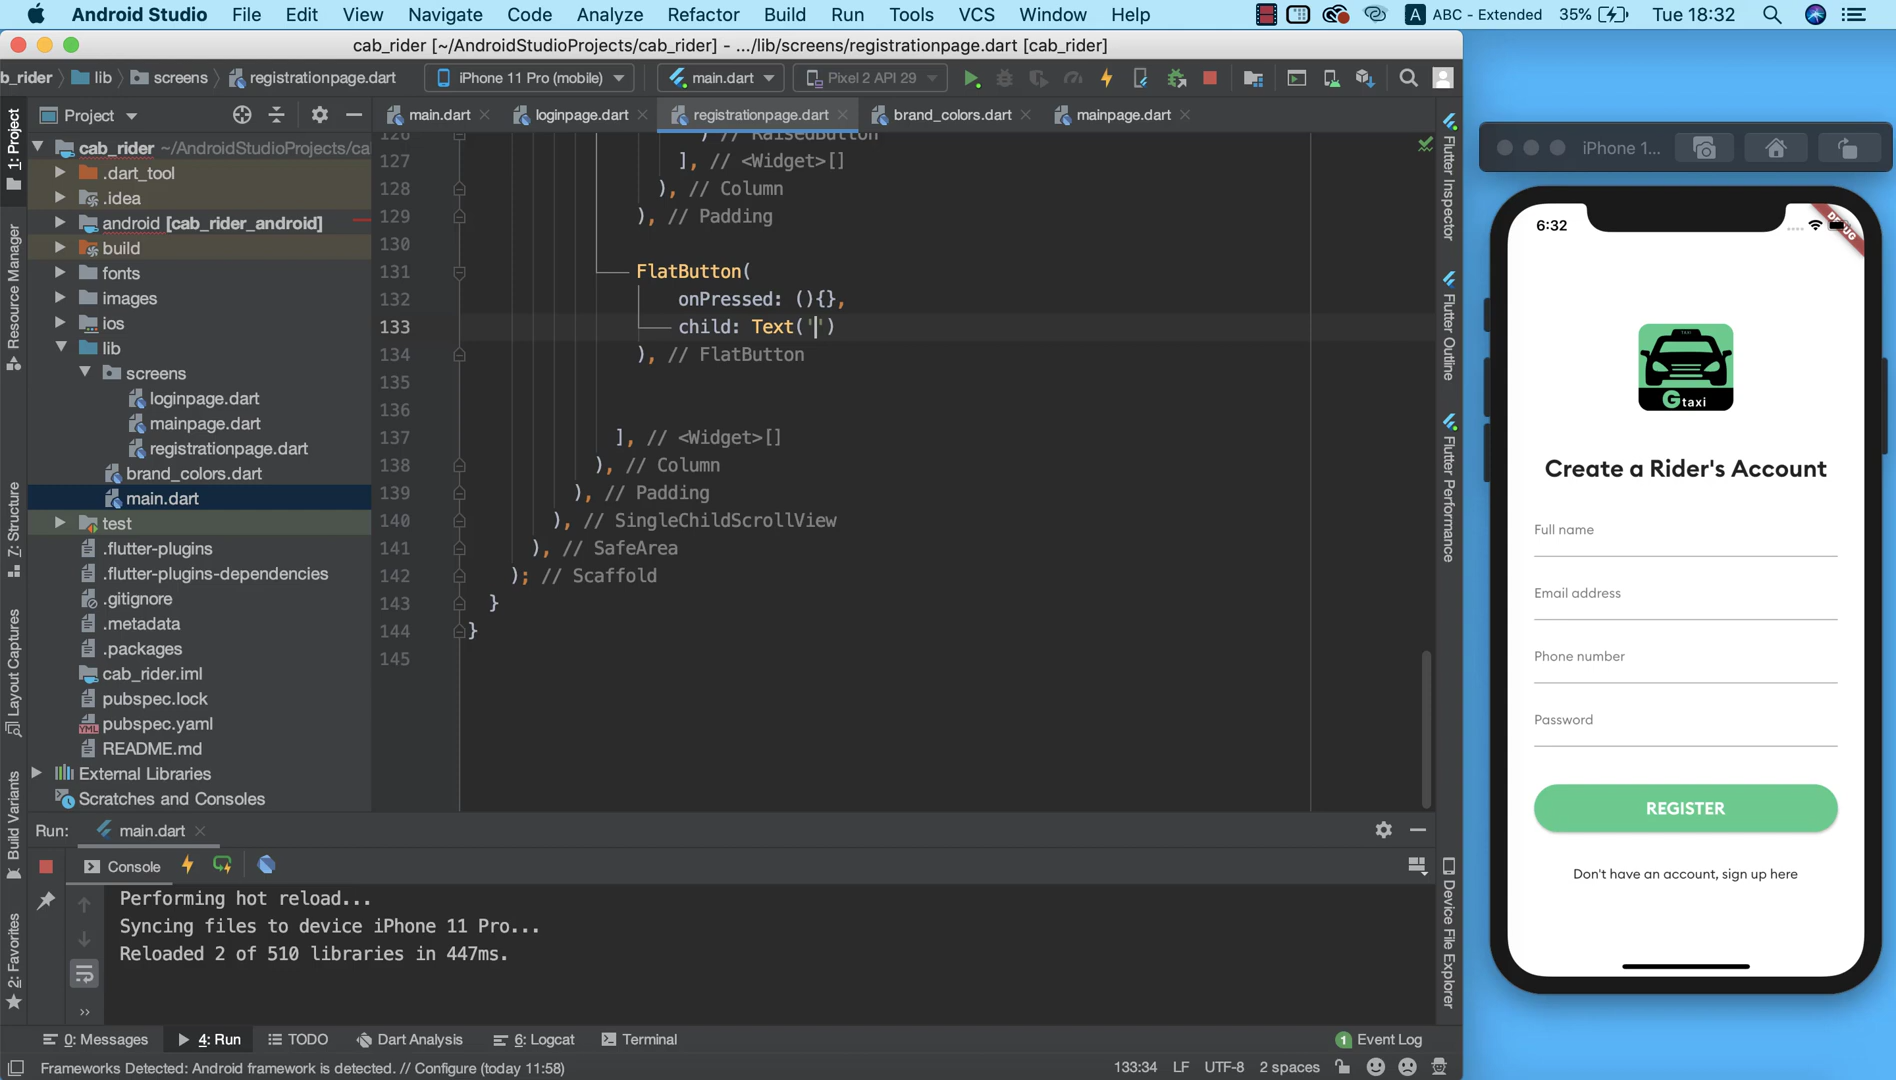 Android Studio File Edit View Navigate Code Analyze Refactor Build Run Tools VCS Window Help A ABC - Extended 35% Tue 18:32
cab_rider [~/AndroidStudioProjects/cab_rider] - .../lib/screens/registrationpage.dart [cab_rider]
b_rider lib screens registrationpage.dart iPhone 11 Pro (mobile) main.dart Pixel 2 API 29
Project main.dart loginpage.dart registrationpage.dart brand_colors.dart mainpage.dart
1: Project
Resource Manager
7: Structure
Layout Captures
Build Variants
2: Favorites
cab_rider ~/AndroidStudioProjects/ca
.dart_tool
.idea
android [cab_rider_android]
build
fonts
images
ios
lib
screens
loginpage.dart
mainpage.dart
registrationpage.dart
brand_colors.dart
main.dart
test
.flutter-plugins
.flutter-plugins-dependencies
.gitignore
.metadata
.packages
cab_rider.iml
pubspec.lock
pubspec.yaml
README.md
External Libraries
Scratches and Consoles
126 ) // RaisedButton
127 ], // <Widget>[]
128 ), // Column
129 ), // Padding
130
131 FlatButton(
132 onPressed: (){},
133 child: Text('')
134 ), // FlatButton
135
136
137 ], // <Widget>[]
138 ), // Column
139 ), // Padding
140 ), // SingleChildScrollView
141 ), // SafeArea
142 ); // Scaffold
143 }
144 }
145
Flutter Inspector
Flutter Outline
Flutter Performance
Device File Explorer
iPhone 1...
6:32
DEBUG
TAXI
G taxi
Create a Rider's Account
Full name
Email address
Phone number
Password
REGISTER
Don't have an account, sign up here
Run: main.dart
Console
Performing hot reload...
Syncing files to device iPhone 11 Pro...
Reloaded 2 of 510 libraries in 447ms.
0: Messages 4: Run TODO Dart Analysis 6: Logcat Terminal 1 Event Log
Frameworks Detected: Android framework is detected. // Configure (today 11:58) 133:34 LF UTF-8 2 spaces